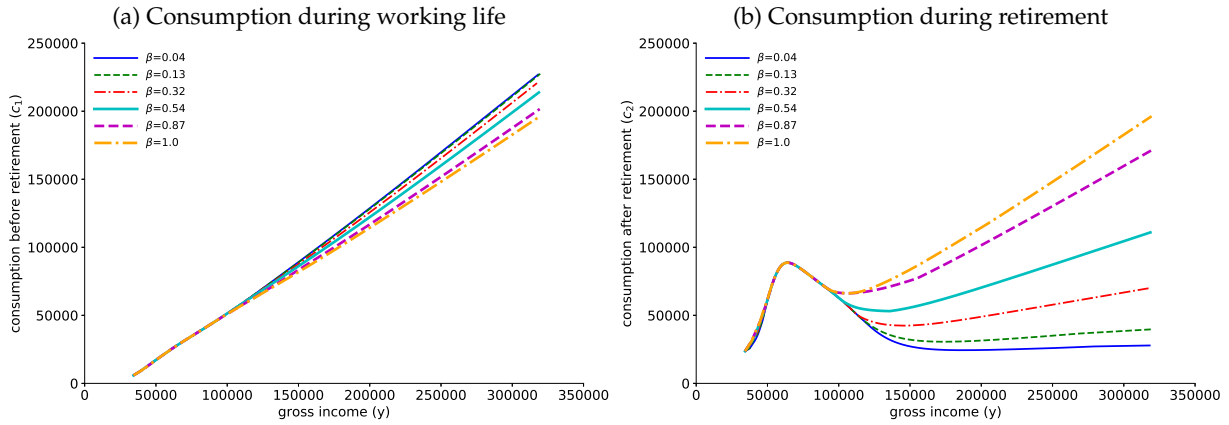 (a) Consumption during working life
250000
200000
150000
100000
50000
0
consumption before retirement (c₁)
β=0.04
β=0.13
β=0.32
β=0.54
β=0.87
β=1.0
0 50000 100000 150000 200000 250000 300000 350000
gross income (y)
(b) Consumption during retirement
250000
200000
150000
100000
50000
0
consumption after retirement (c₂)
β=0.04
β=0.13
β=0.32
β=0.54
β=0.87
β=1.0
0 50000 100000 150000 200000 250000 300000 350000
gross income (y)